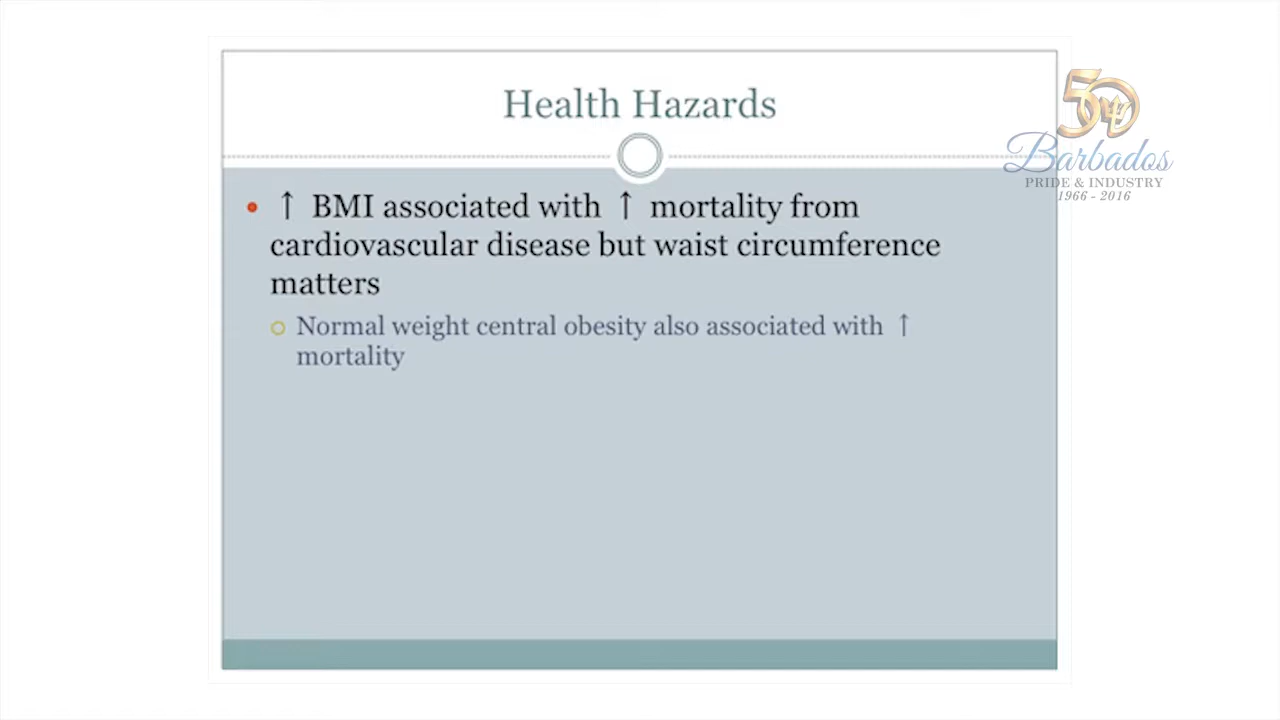 Health Hazards
• ↑ BMI associated with ↑ mortality from
cardiovascular disease but waist circumference
matters
○ Normal weight central obesity also associated with ↑
mortality
50
Barbados
PRIDE & INDUSTRY
1966 - 2016